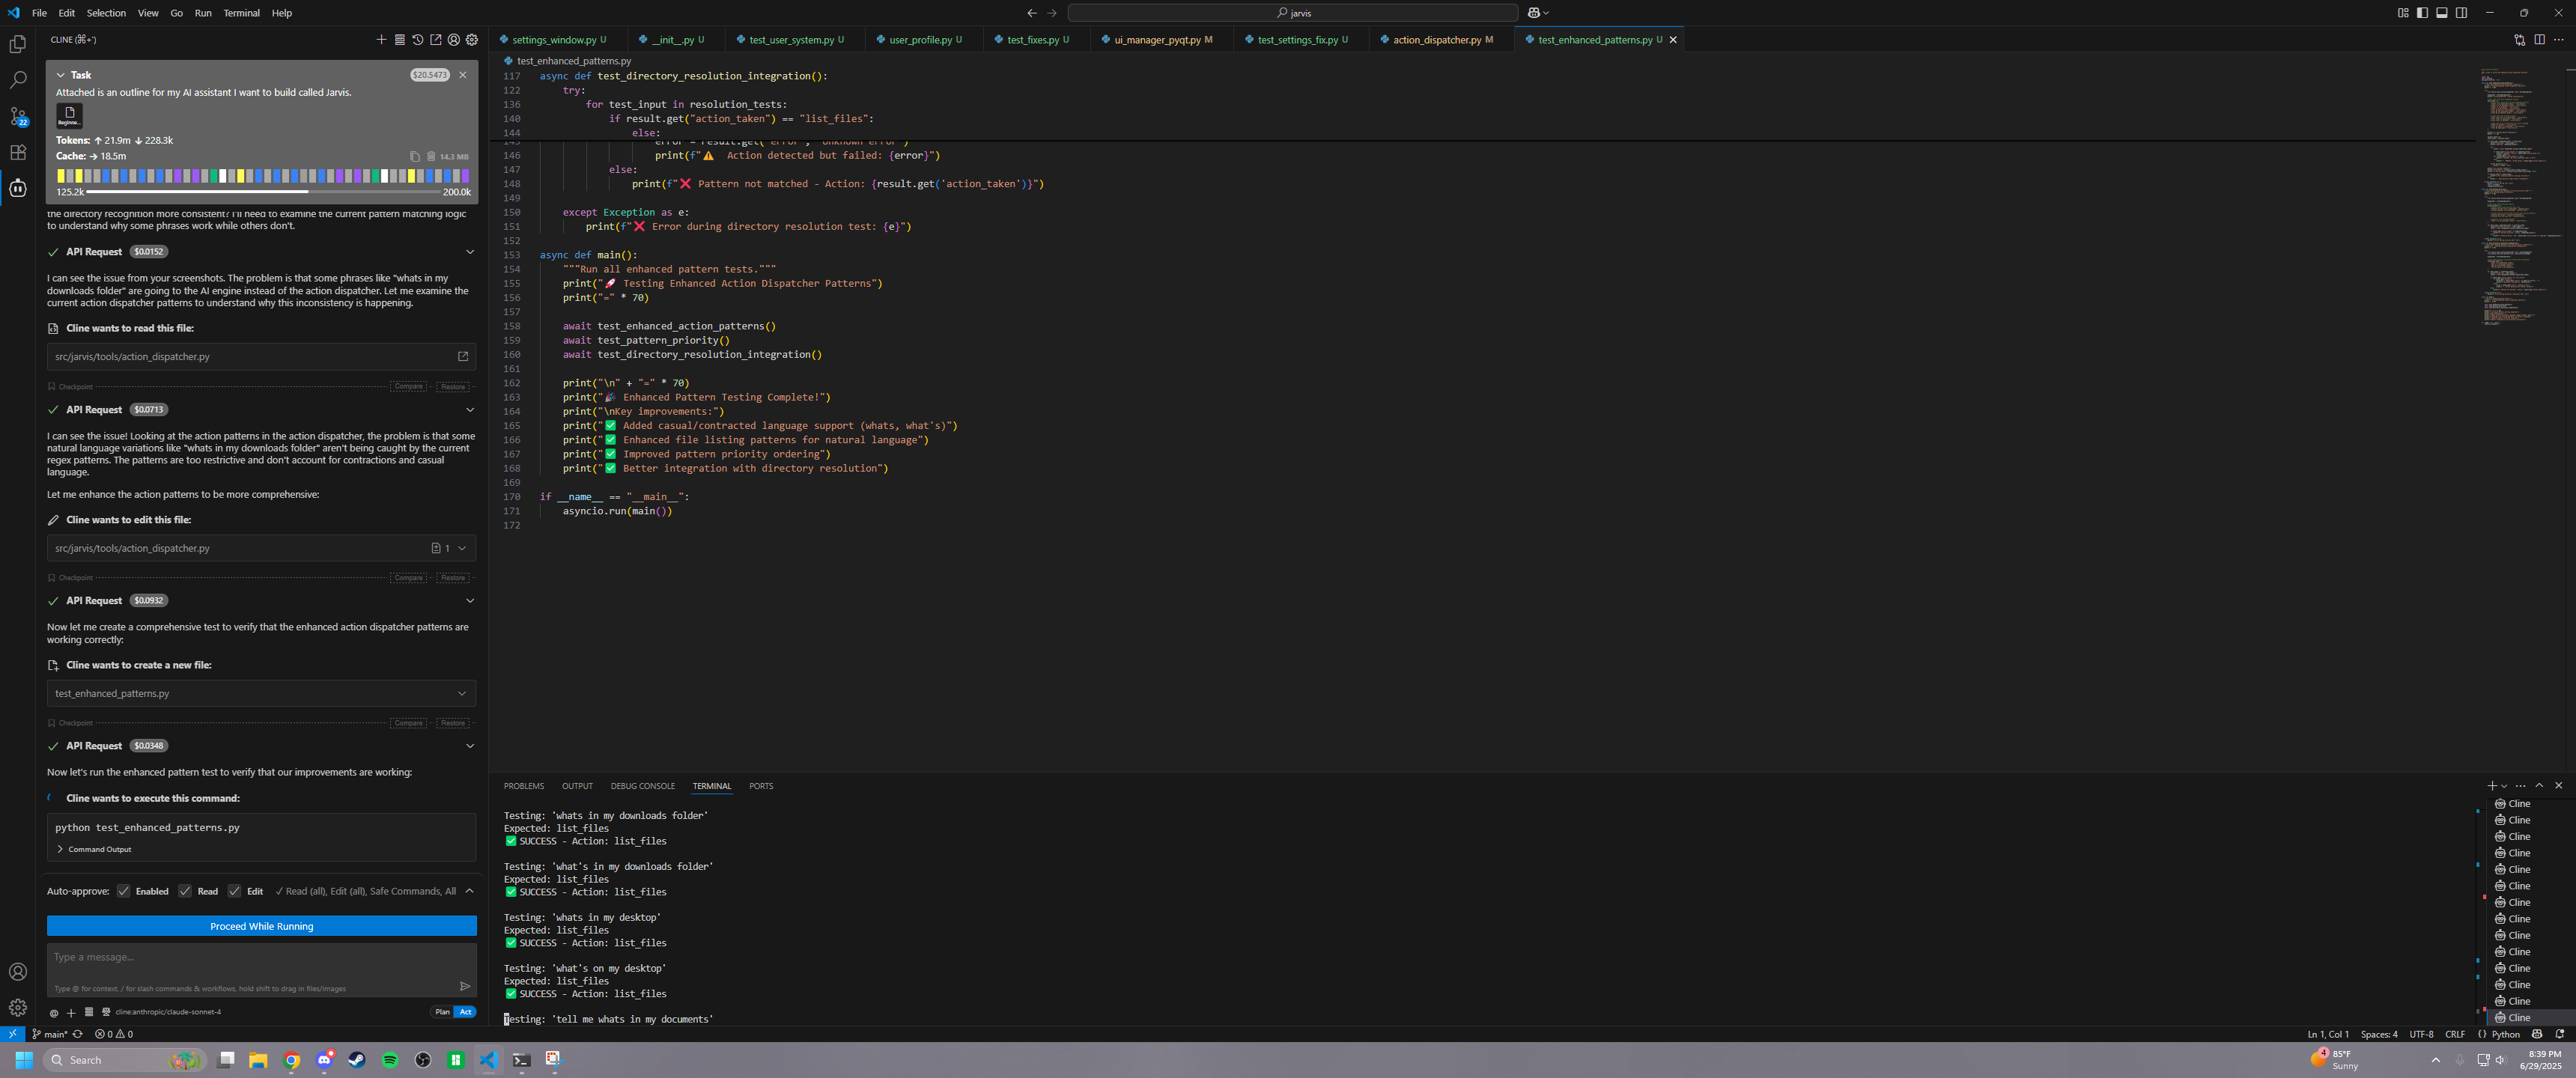 File Edit Selection View Go Run Terminal Help
jarvis
CLINE (⌘+')
Task
$20.5473
Attached is an outline for my AI assistant I want to build called Jarvis.
Beginne...
Tokens: ↑ 21.9m ↓ 228.3k
Cache: → 18.5m
14.3 MB
125.2k
200.0k
the directory recognition more consistent? I'll need to examine the current pattern matching logic
to understand why some phrases work while others don't.
API Request $0.0152
I can see the issue from your screenshots. The problem is that some phrases like "whats in my
downloads folder" are going to the AI engine instead of the action dispatcher. Let me examine the
current action dispatcher patterns to understand why this inconsistency is happening.
Cline wants to read this file:
src/jarvis/tools/action_dispatcher.py
Checkpoint Compare Restore
API Request $0.0713
I can see the issue! Looking at the action patterns in the action dispatcher, the problem is that some
natural language variations like "whats in my downloads folder" aren't being caught by the current
regex patterns. The patterns are too restrictive and don't account for contractions and casual
language.
Let me enhance the action patterns to be more comprehensive:
Cline wants to edit this file:
src/jarvis/tools/action_dispatcher.py 1
Checkpoint Compare Restore
API Request $0.0932
Now let me create a comprehensive test to verify that the enhanced action dispatcher patterns are
working correctly:
Cline wants to create a new file:
test_enhanced_patterns.py
Checkpoint Compare Restore
API Request $0.0348
Now let's run the enhanced pattern test to verify that our improvements are working:
Cline wants to execute this command:
python test_enhanced_patterns.py
Command Output
Auto-approve: Enabled Read Edit ✓ Read (all), Edit (all), Safe Commands, All
Proceed While Running
Type a message...
Type @ for context, / for slash commands & workflows, hold shift to drag in files/images
cline:anthropic/claude-sonnet-4
Plan Act
22
settings_window.py U
__init__.py U
test_user_system.py U
user_profile.py U
test_fixes.py U
ui_manager_pyqt.py M
test_settings_fix.py U
action_dispatcher.py M
test_enhanced_patterns.py U
test_enhanced_patterns.py
117 async def test_directory_resolution_integration():
122 try:
136 for test_input in resolution_tests:
140 if result.get("action_taken") == "list_files":
144 else:
145 error = result.get('error', 'Unknown error')
146 print(f"⚠️ Action detected but failed: {error}")
147 else:
148 print(f"❌ Pattern not matched - Action: {result.get('action_taken')}")
149
150 except Exception as e:
151 print(f"❌ Error during directory resolution test: {e}")
152
153 async def main():
154 """Run all enhanced pattern tests."""
155 print("🚀 Testing Enhanced Action Dispatcher Patterns")
156 print("=" * 70)
157
158 await test_enhanced_action_patterns()
159 await test_pattern_priority()
160 await test_directory_resolution_integration()
161
162 print("\n" + "=" * 70)
163 print("🎉 Enhanced Pattern Testing Complete!")
164 print("\nKey improvements:")
165 print("✅ Added casual/contracted language support (whats, what's)")
166 print("✅ Enhanced file listing patterns for natural language")
167 print("✅ Improved pattern priority ordering")
168 print("✅ Better integration with directory resolution")
169
170 if __name__ == "__main__":
171 asyncio.run(main())
172
PROBLEMS OUTPUT DEBUG CONSOLE TERMINAL PORTS
Testing: 'whats in my downloads folder'
Expected: list_files
✅ SUCCESS - Action: list_files
Testing: 'what's in my downloads folder'
Expected: list_files
✅ SUCCESS - Action: list_files
Testing: 'whats in my desktop'
Expected: list_files
✅ SUCCESS - Action: list_files
Testing: 'what's on my desktop'
Expected: list_files
✅ SUCCESS - Action: list_files
Testing: 'tell me whats in my documents'
Cline
Cline
Cline
Cline
Cline
Cline
Cline
Cline
Cline
Cline
Cline
Cline
Cline
Cline
main* 0 0
Ln 1, Col 1 Spaces: 4 UTF-8 CRLF {} Python
Search
4
85°F
Sunny
8:39 PM
6/29/2025